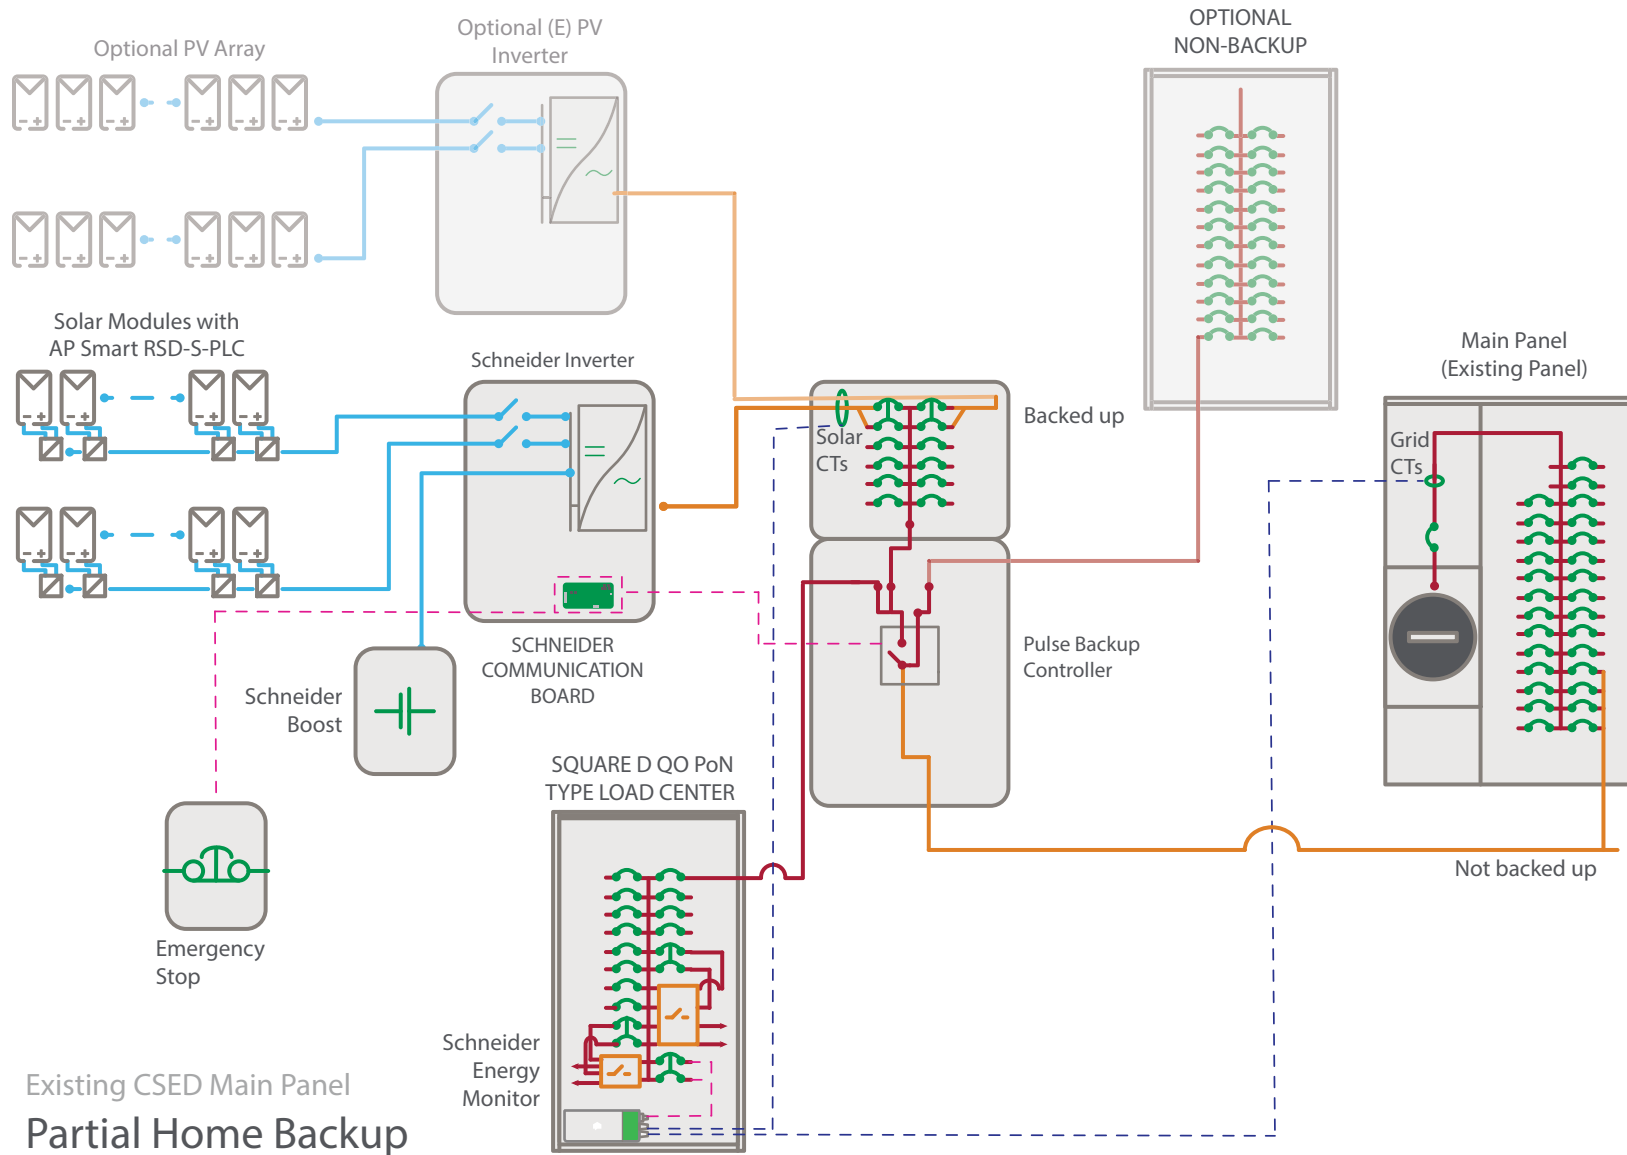 Optional (E) PV
Inverter
OPTIONAL
NON-BACKUP
Optional PV Array
Solar Modules with
AP Smart RSD-S-PLC
Schneider Inverter
Main Panel
(Existing Panel)
Backed up
Solar
CTs
Grid
CTs
SCHNEIDER
COMMUNICATION
BOARD
Pulse Backup
Controller
Schneider
Boost
SQUARE D QO PoN
TYPE LOAD CENTER
Not backed up
Emergency
Stop
Schneider
Energy
Monitor
Existing CSED Main Panel
Partial Home Backup